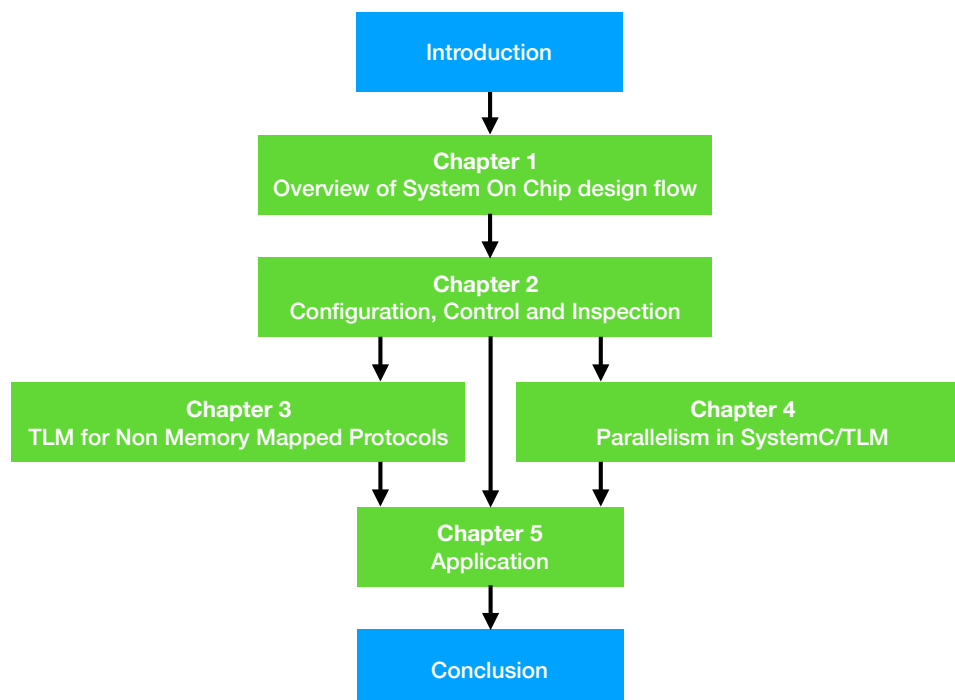 Introduction
Chapter 1
Overview of System On Chip design flow
Chapter 2
Configuration, Control and Inspection
Chapter 3
TLM for Non Memory Mapped Protocols
Chapter 4
Parallelism in SystemC/TLM
Chapter 5
Application
Conclusion